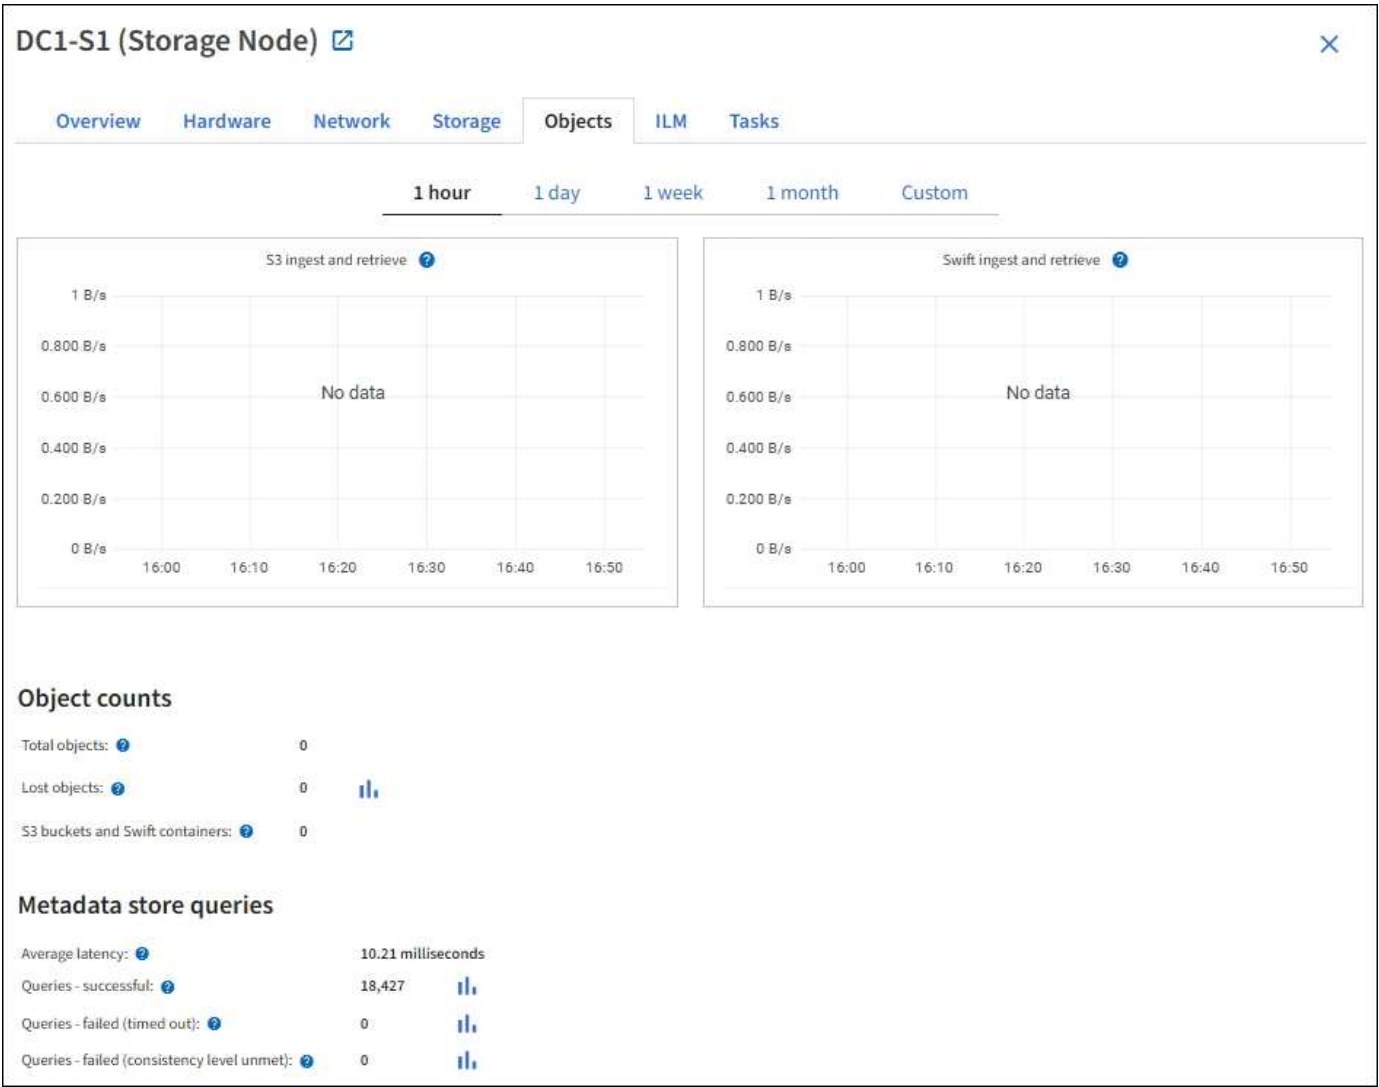 DC1-S1 (Storage Node)
Overview Hardware Network Storage Objects ILM Tasks
1 hour 1 day 1 week 1 month Custom
S3 ingest and retrieve
1 B/s
0.800 B/s
0.600 B/s
0.400 B/s
0.200 B/s
0 B/s
No data
16:00 16:10 16:20 16:30 16:40 16:50
Swift ingest and retrieve
1 B/s
0.800 B/s
0.600 B/s
0.400 B/s
0.200 B/s
0 B/s
No data
16:00 16:10 16:20 16:30 16:40 16:50
Object counts
Total objects: 0
Lost objects: 0
S3 buckets and Swift containers: 0
Metadata store queries
Average latency: 10.21 milliseconds
Queries - successful: 18,427
Queries - failed (timed out): 0
Queries - failed (consistency level unmet): 0